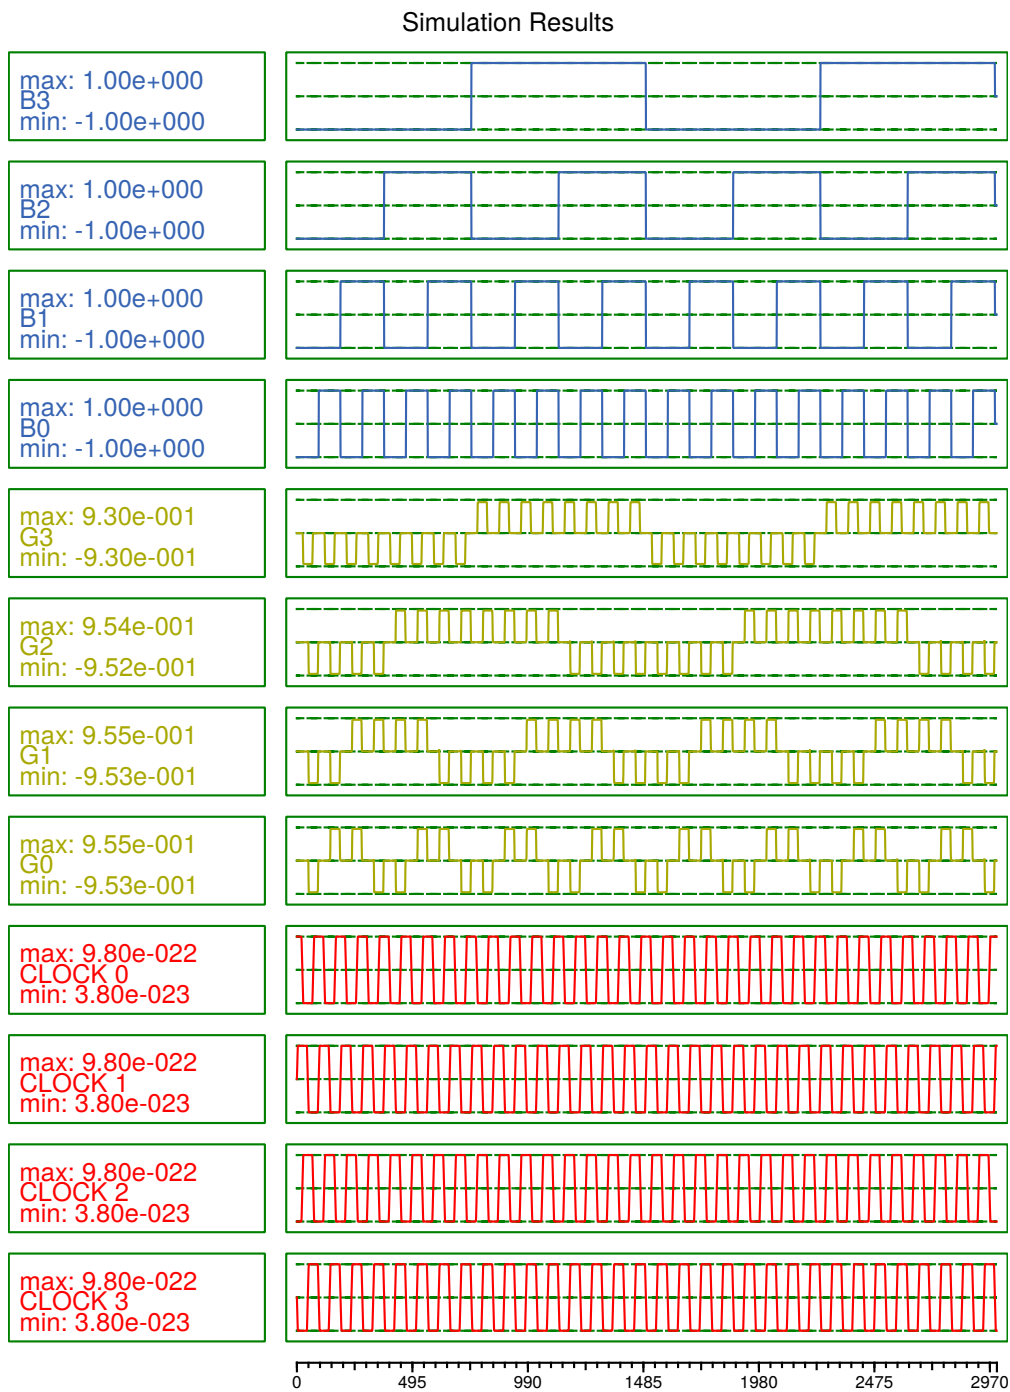 Simulation Results
max: 1.00e+000
B3
min: -1.00e+000
max: 1.00e+000
B2
min: -1.00e+000
max: 1.00e+000
B1
min: -1.00e+000
max: 1.00e+000
B0
min: -1.00e+000
max: 9.30e-001
G3
min: -9.30e-001
max: 9.54e-001
G2
min: -9.52e-001
max: 9.55e-001
G1
min: -9.53e-001
max: 9.55e-001
G0
min: -9.53e-001
max: 9.80e-022
CLOCK 0
min: 3.80e-023
max: 9.80e-022
CLOCK 1
min: 3.80e-023
max: 9.80e-022
CLOCK 2
min: 3.80e-023
max: 9.80e-022
CLOCK 3
min: 3.80e-023
0 495 990 1485 1980 2475 2970